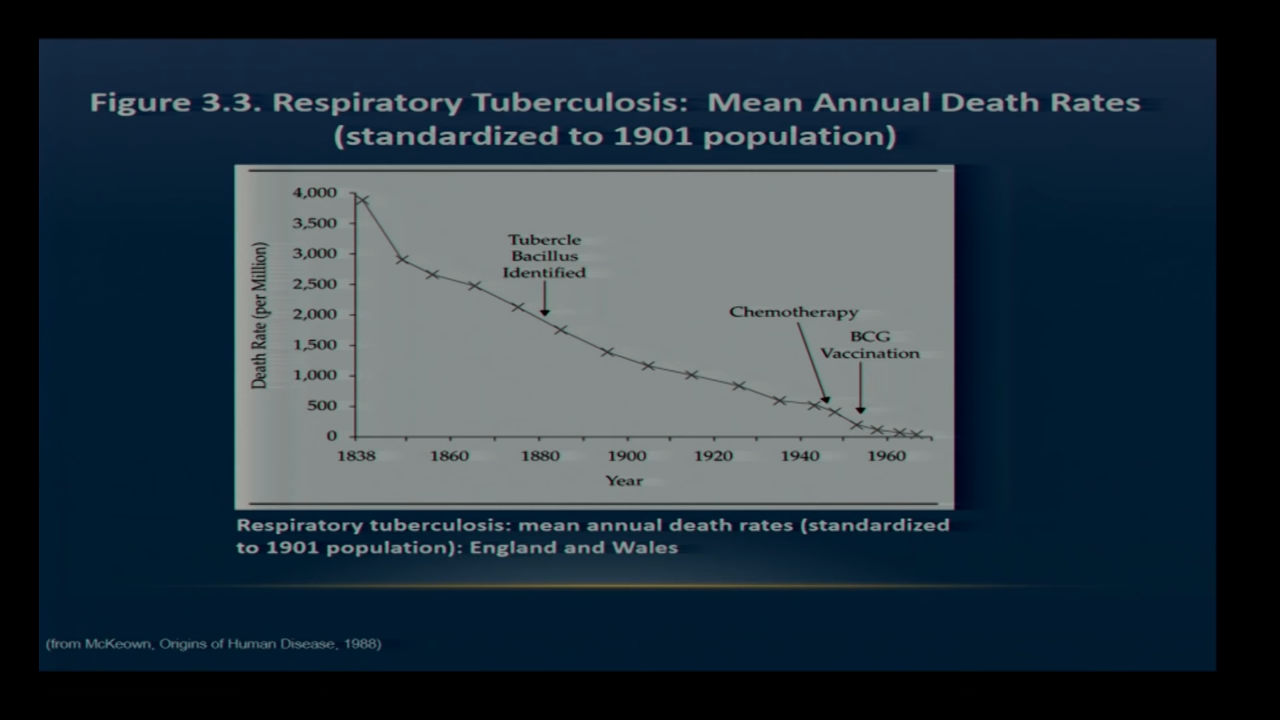 Figure 3.3. Respiratory Tuberculosis: Mean Annual Death Rates
(standardized to 1901 population)
4,000
3,500
3,000
2,500
2,000
1,500
1,000
500
0
Death Rate (per Million)
Tubercle
Bacillus
Identified
Chemotherapy
BCG
Vaccination
1838 1860 1880 1900 1920 1940 1960
Year
Respiratory tuberculosis: mean annual death rates (standardized
to 1901 population): England and Wales
(from McKeown, Origins of Human Disease, 1988)